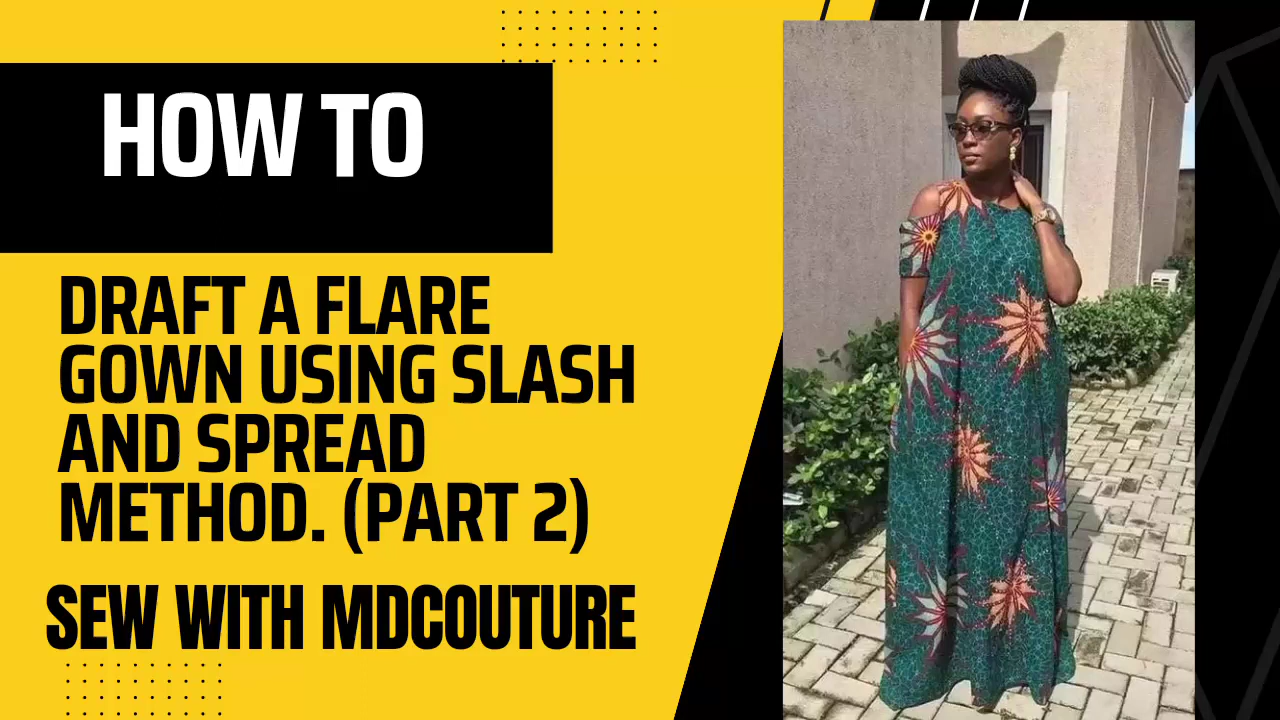 HOW TO
DRAFT A FLARE
GOWN USING SLASH
AND SPREAD
METHOD. (PART 2)
SEW WITH MDCOUTURE